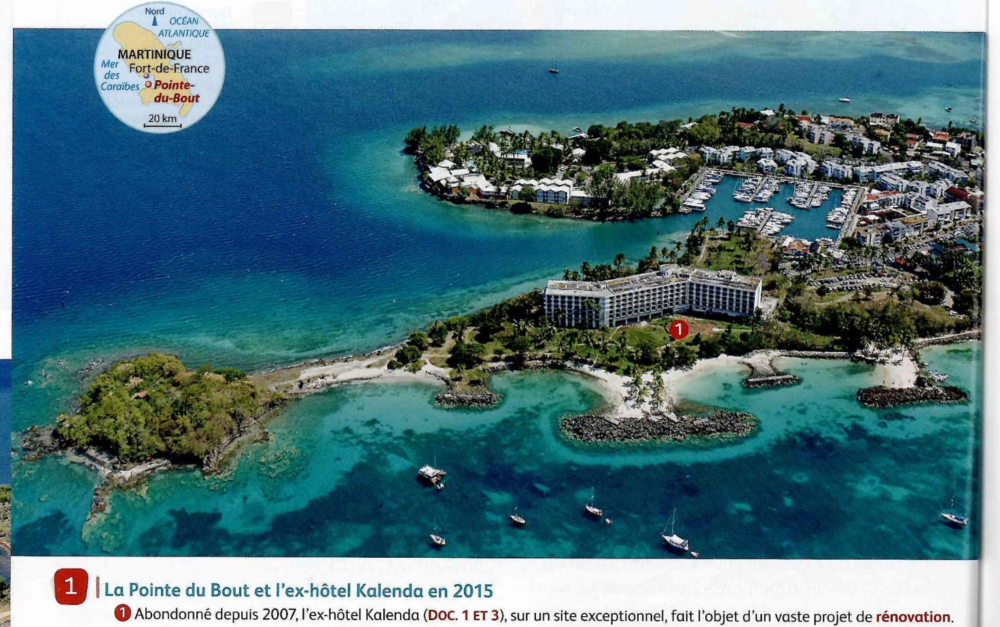 Nord
OCÉAN
ATLANTIQUE
MARTINIQUE
Mer
des
Caraïbes
Fort-de-France
Pointe-
du-Bout
20 km
1
1 La Pointe du Bout et l'ex-hôtel Kalenda en 2015
1 Abondonné depuis 2007, l'ex-hôtel Kalenda (DOC. 1 ET 3), sur un site exceptionnel, fait l'objet d'un vaste projet de rénovation.